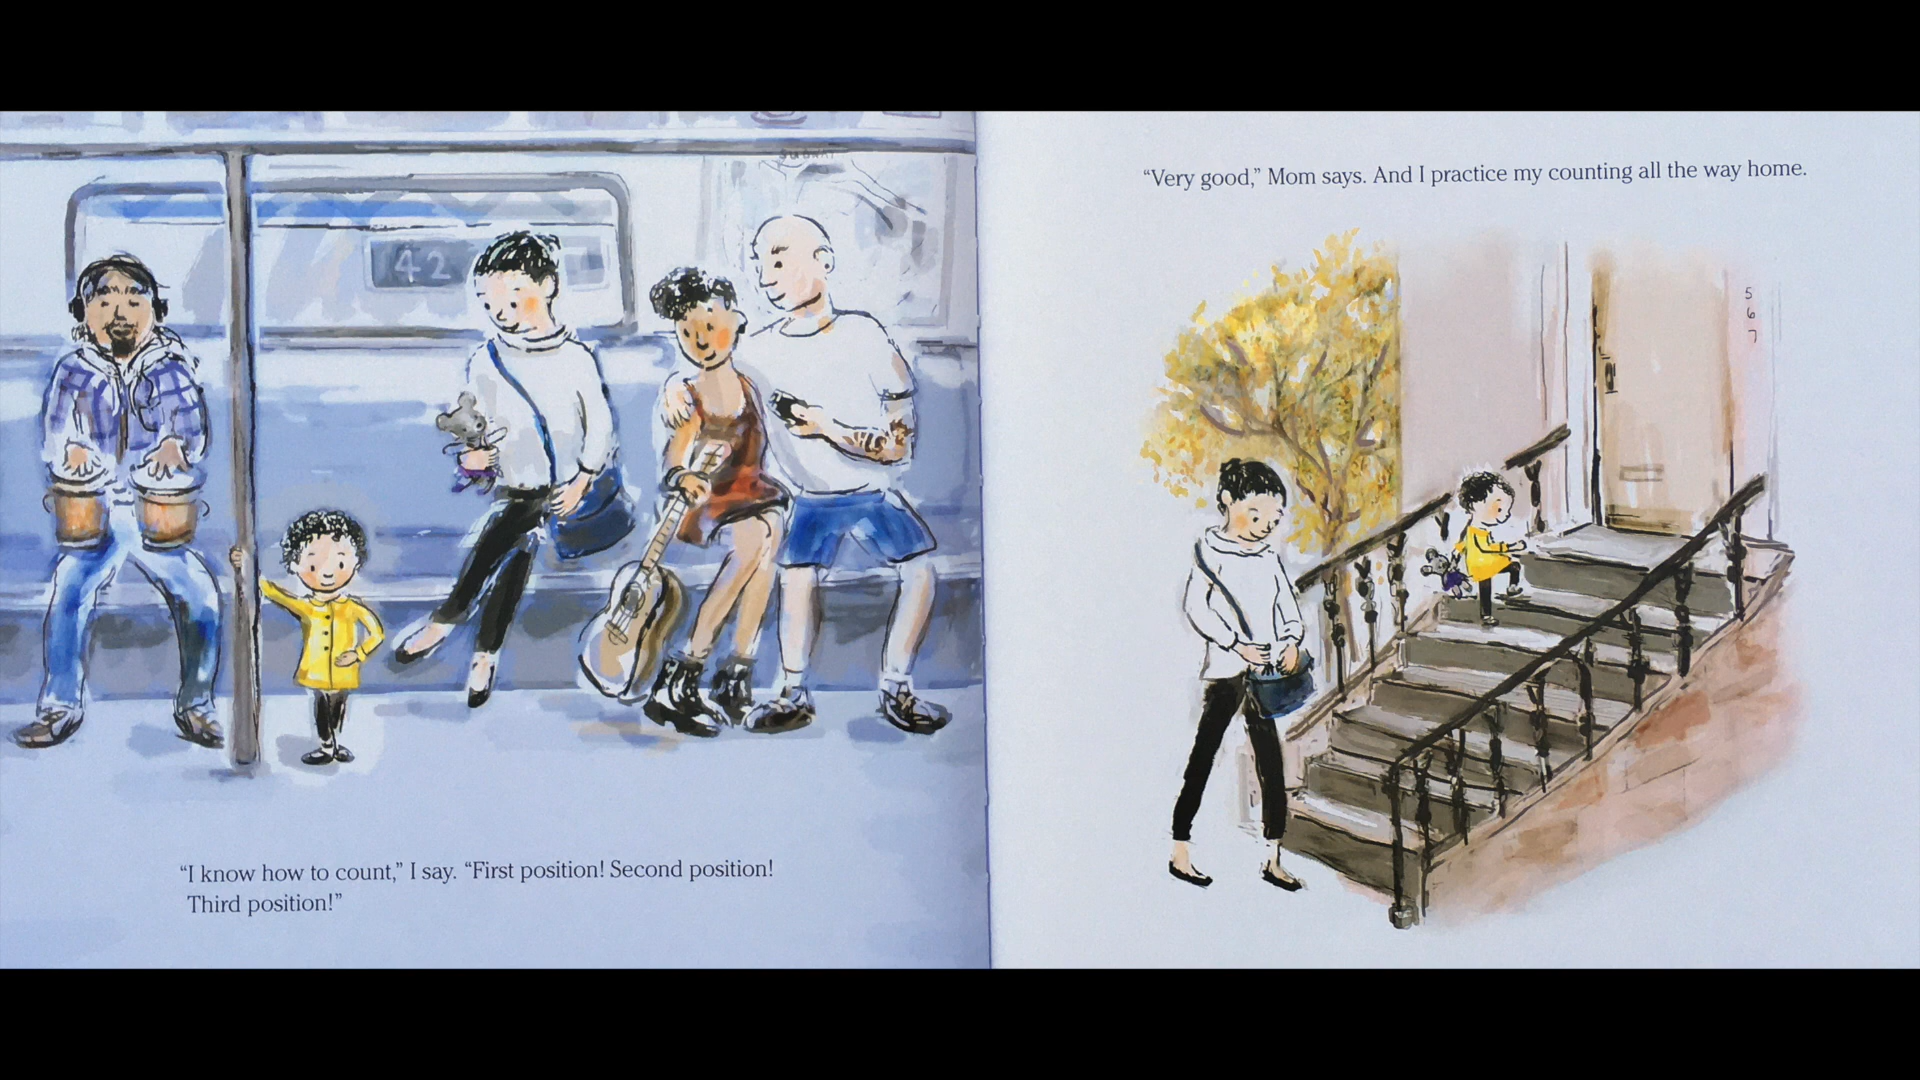 42
SUBWAY
“I know how to count,” I say. “First position! Second position!
Third position!”
“Very good,” Mom says. And I practice my counting all the way home.
5
6
7